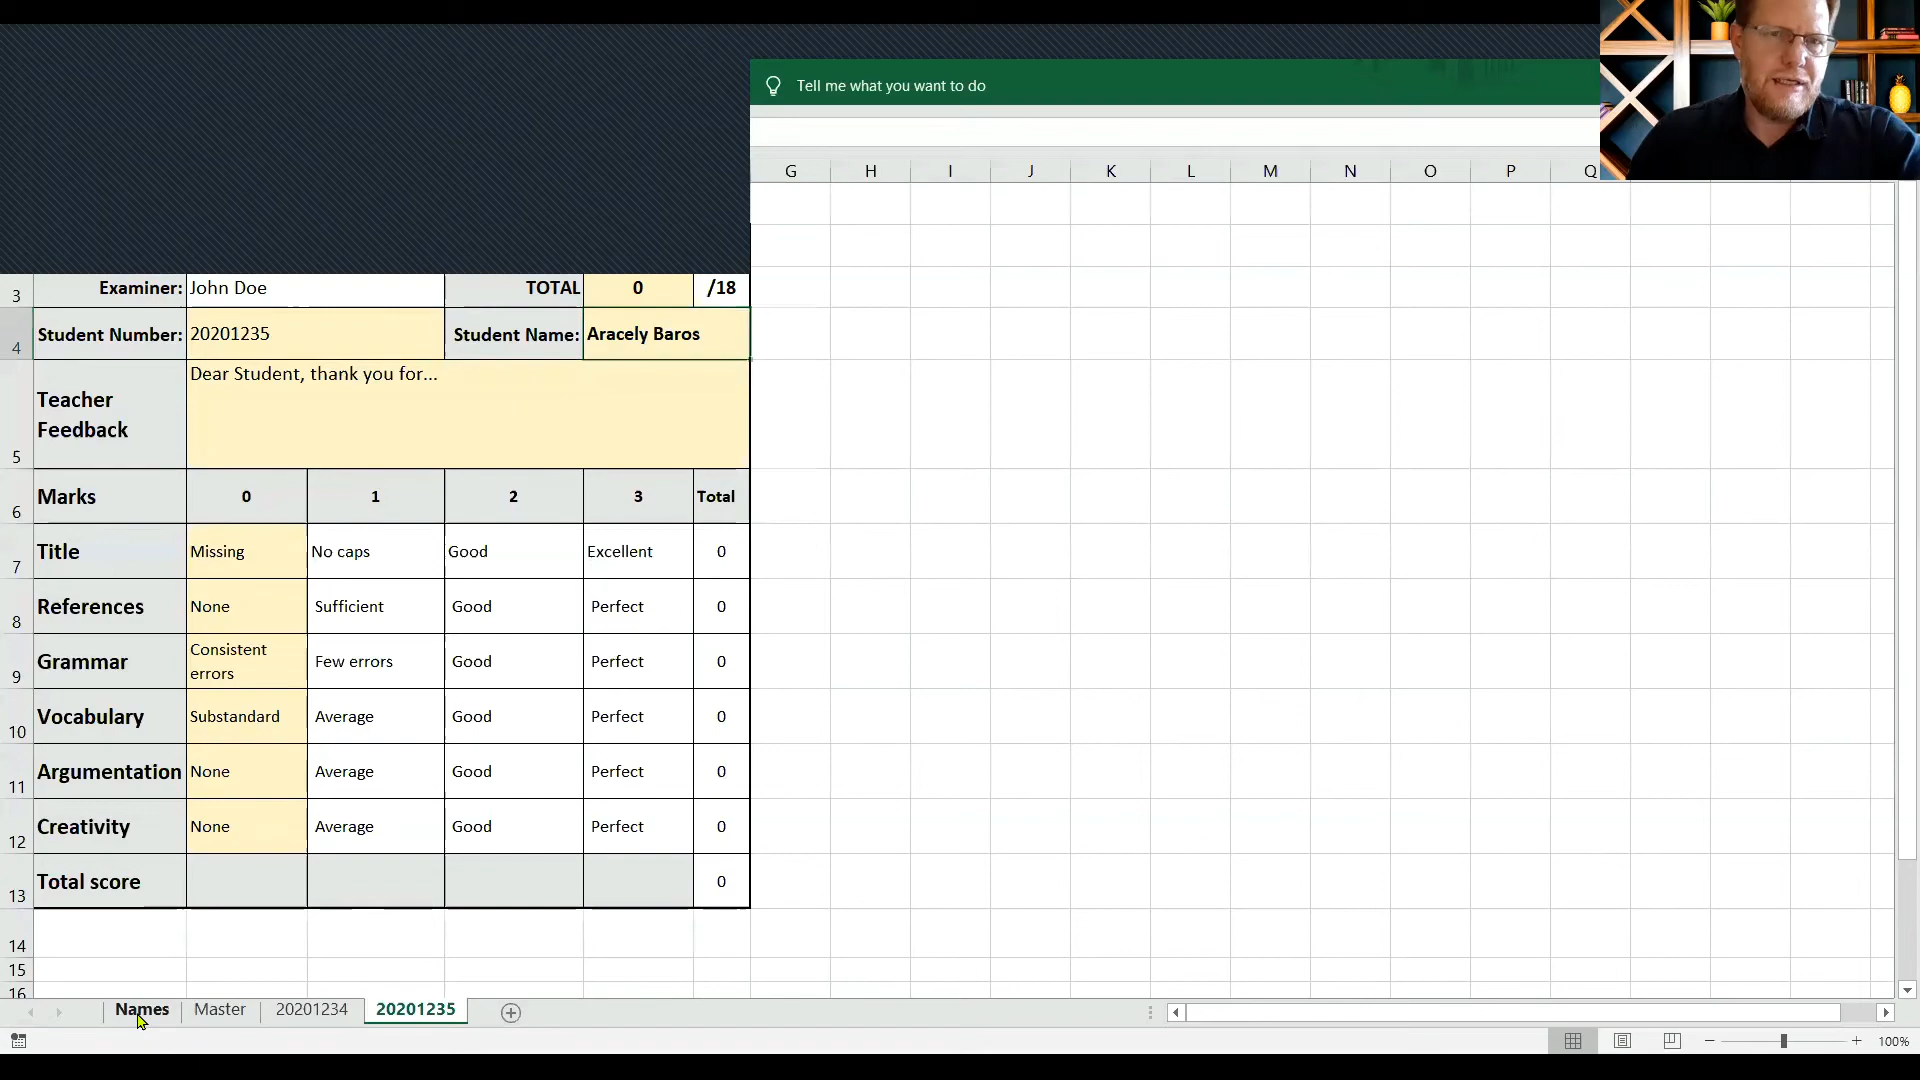 Tell me what you want to do
G H I J K L M N O P Q
3 Examiner: John Doe TOTAL 0 /18
4 Student Number: 20201235 Student Name: Aracely Baros
5 Teacher Feedback Dear Student, thank you for...
6 Marks 0 1 2 3 Total
7 Title Missing No caps Good Excellent 0
8 References None Sufficient Good Perfect 0
9 Grammar Consistent errors Few errors Good Perfect 0
10 Vocabulary Substandard Average Good Perfect 0
11 Argumentation None Average Good Perfect 0
12 Creativity None Average Good Perfect 0
13 Total score 0
14
15
16
Names Master 20201234 20201235
100%